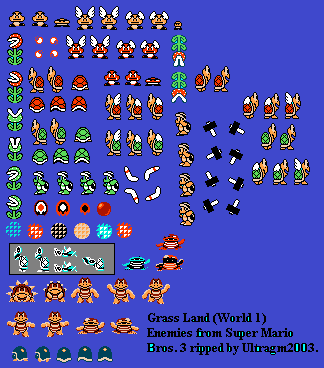 Grass Land (World 1)
Enemies from Super Mario
Bros. 3 ripped by Ultragm2003.